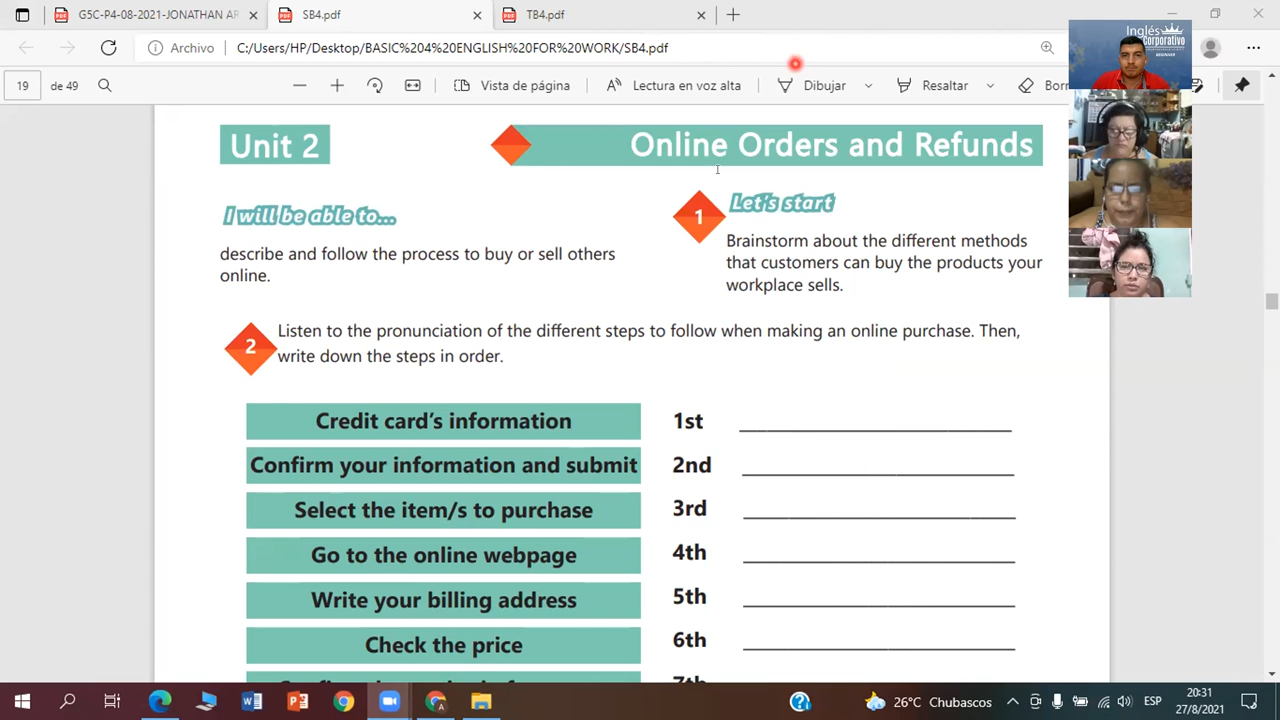 G5C-P4-08-2021-JONATHAN AR
SB4.pdf
TB4.pdf
Archivo
C:/Users/HP/Desktop/BASIC%204%20ENGLISH%20FOR%20WORK/SB4.pdf
19
de 49
Vista de página
Lectura en voz alta
Dibujar
Resaltar
Inglés
Corporativo
BEGINNER
Unit 2
Online Orders and Refunds
I will be able to...
describe and follow the process to buy or sell others
online.
1
Let's start
Brainstorm about the different methods
that customers can buy the products your
workplace sells.
2
Listen to the pronunciation of the different steps to follow when making an online purchase. Then,
write down the steps in order.
Credit card's information
1st
Confirm your information and submit
2nd
Select the item/s to purchase
3rd
Go to the online webpage
4th
Write your billing address
5th
Check the price
6th
7th
26°C Chubascos
ESP
20:31
27/8/2021